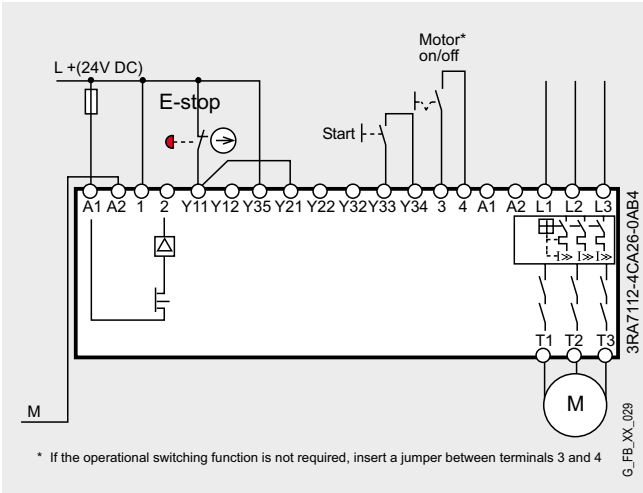 Motor*
on/off
L +(24V DC)
E-stop
Start
A1 A2 1 2 Y11 Y12 Y35 Y21 Y22 Y32 Y33 Y34 3 4 A1 A2 L1 L2 L3
I≫ I≫ I≫
T1 T2 T3
M
M
* If the operational switching function is not required, insert a jumper between terminals 3 and 4
3RA7112-4CA26-0AB4
G_FB_XX_029